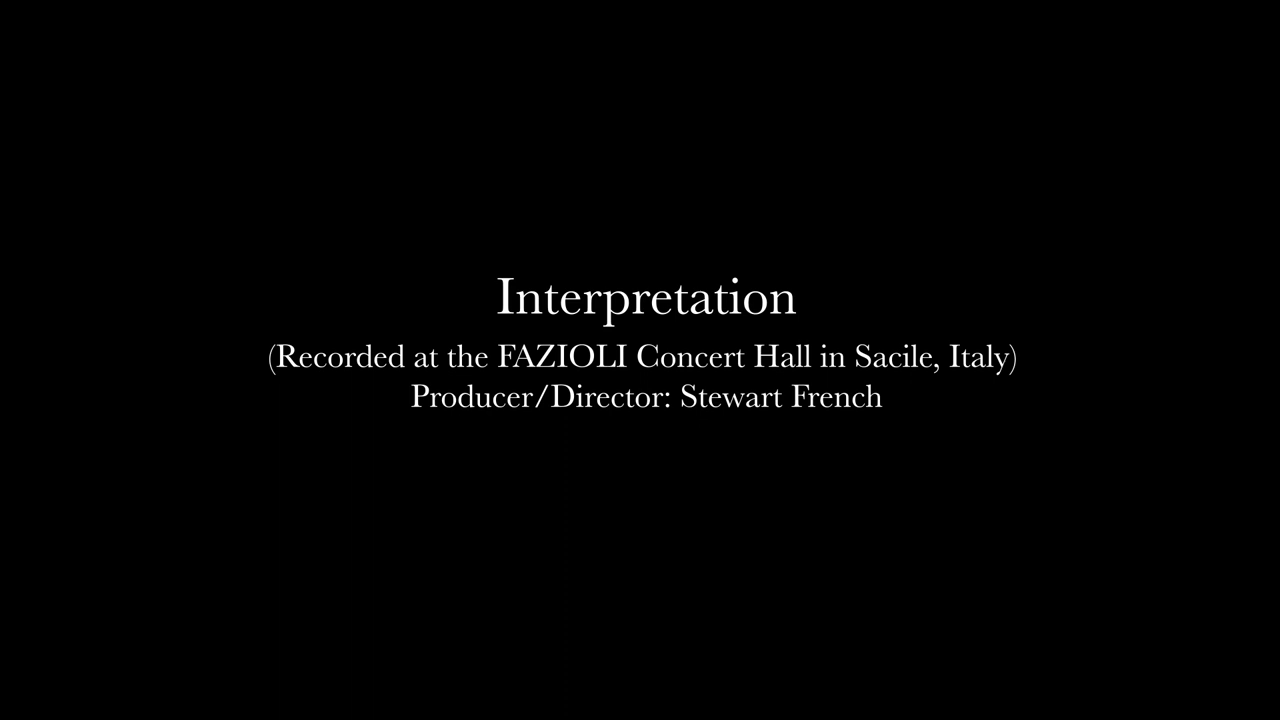 Interpretation
(Recorded at the FAZIOLI Concert Hall in Sacile, Italy)
Producer/Director: Stewart French